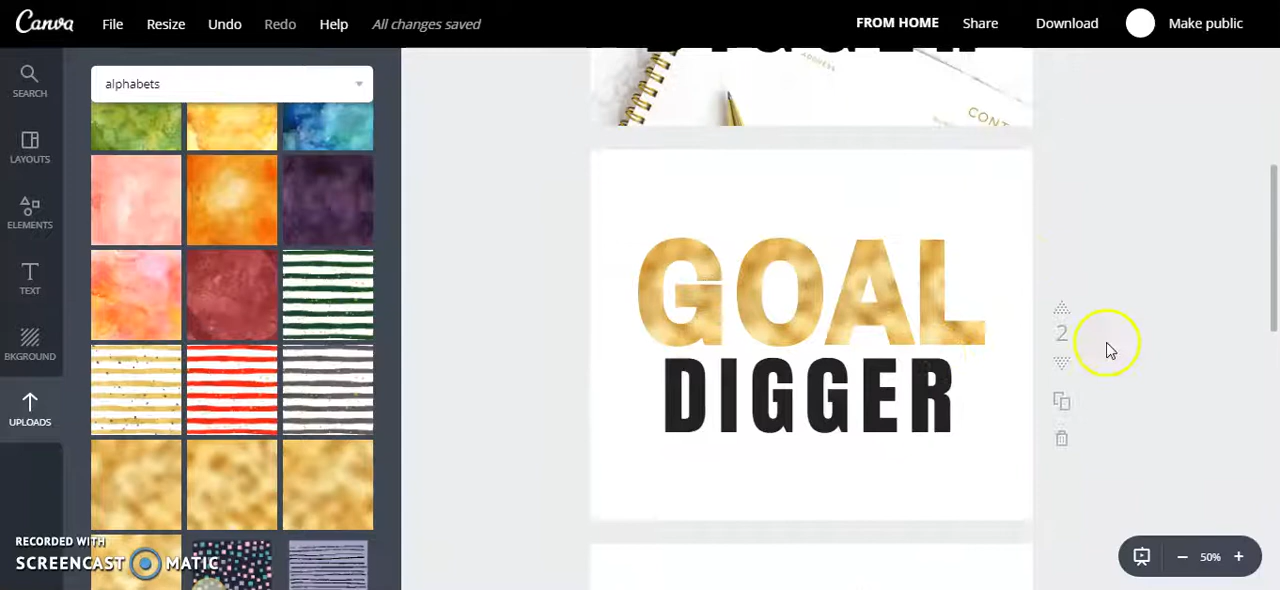 Canva File Resize Undo Redo Help All changes saved FROM HOME Share Download Make public
SEARCH
LAYOUTS
ELEMENTS
TEXT
BKGROUND
UPLOADS
alphabets
ADDRESS
GOAL
DIGGER
2
50%
RECORDED WITH
SCREENCAST MATIC